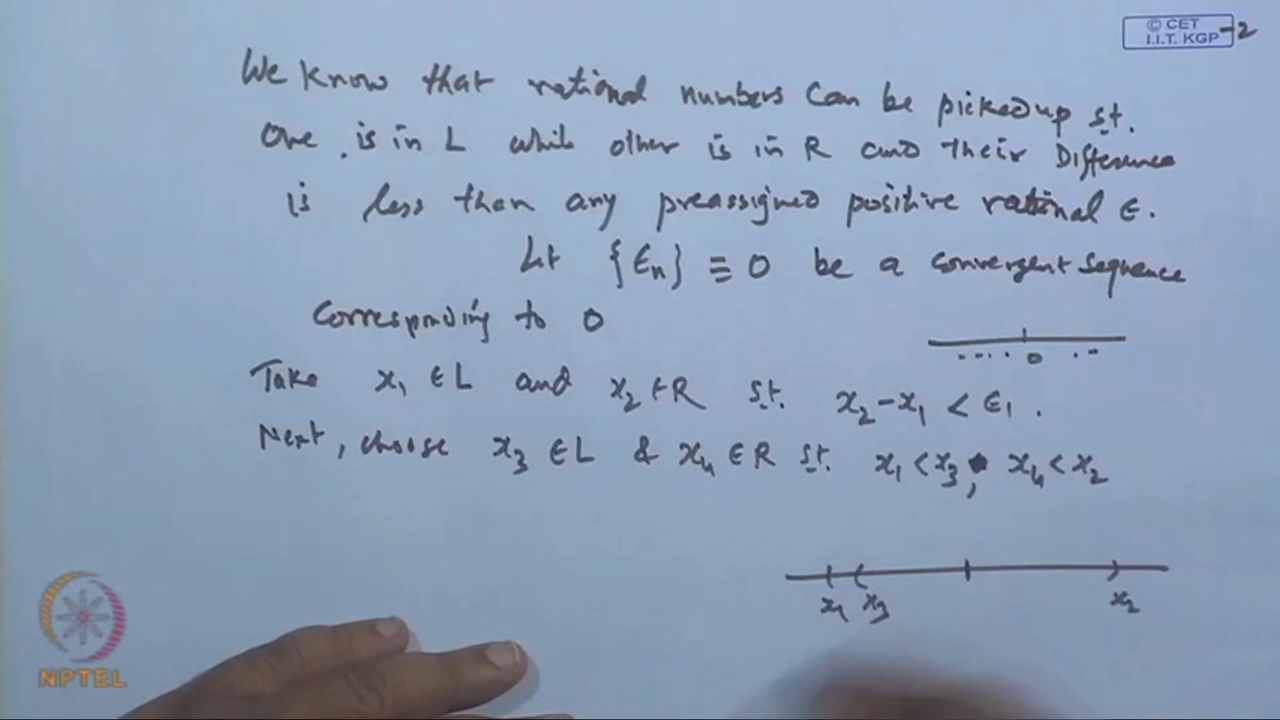 © CET
I.I.T. KGP -2
We know that rational numbers can be pickedup s.t.
one is in L while other is in R and their Difference
is less than any preassigned positive rational ε.
Let {ε_n} ≡ 0 be a convergent sequence
Corresponding to 0
0
Take x₁ ∈ L and x₂ ∈ R s.t. x₂ - x₁ < ε₁.
Next, choose x₃ ∈ L & x₄ ∈ R s.t. x₁ < x₃, x₄ < x₂
x₁ x₃ x₂
NPTEL